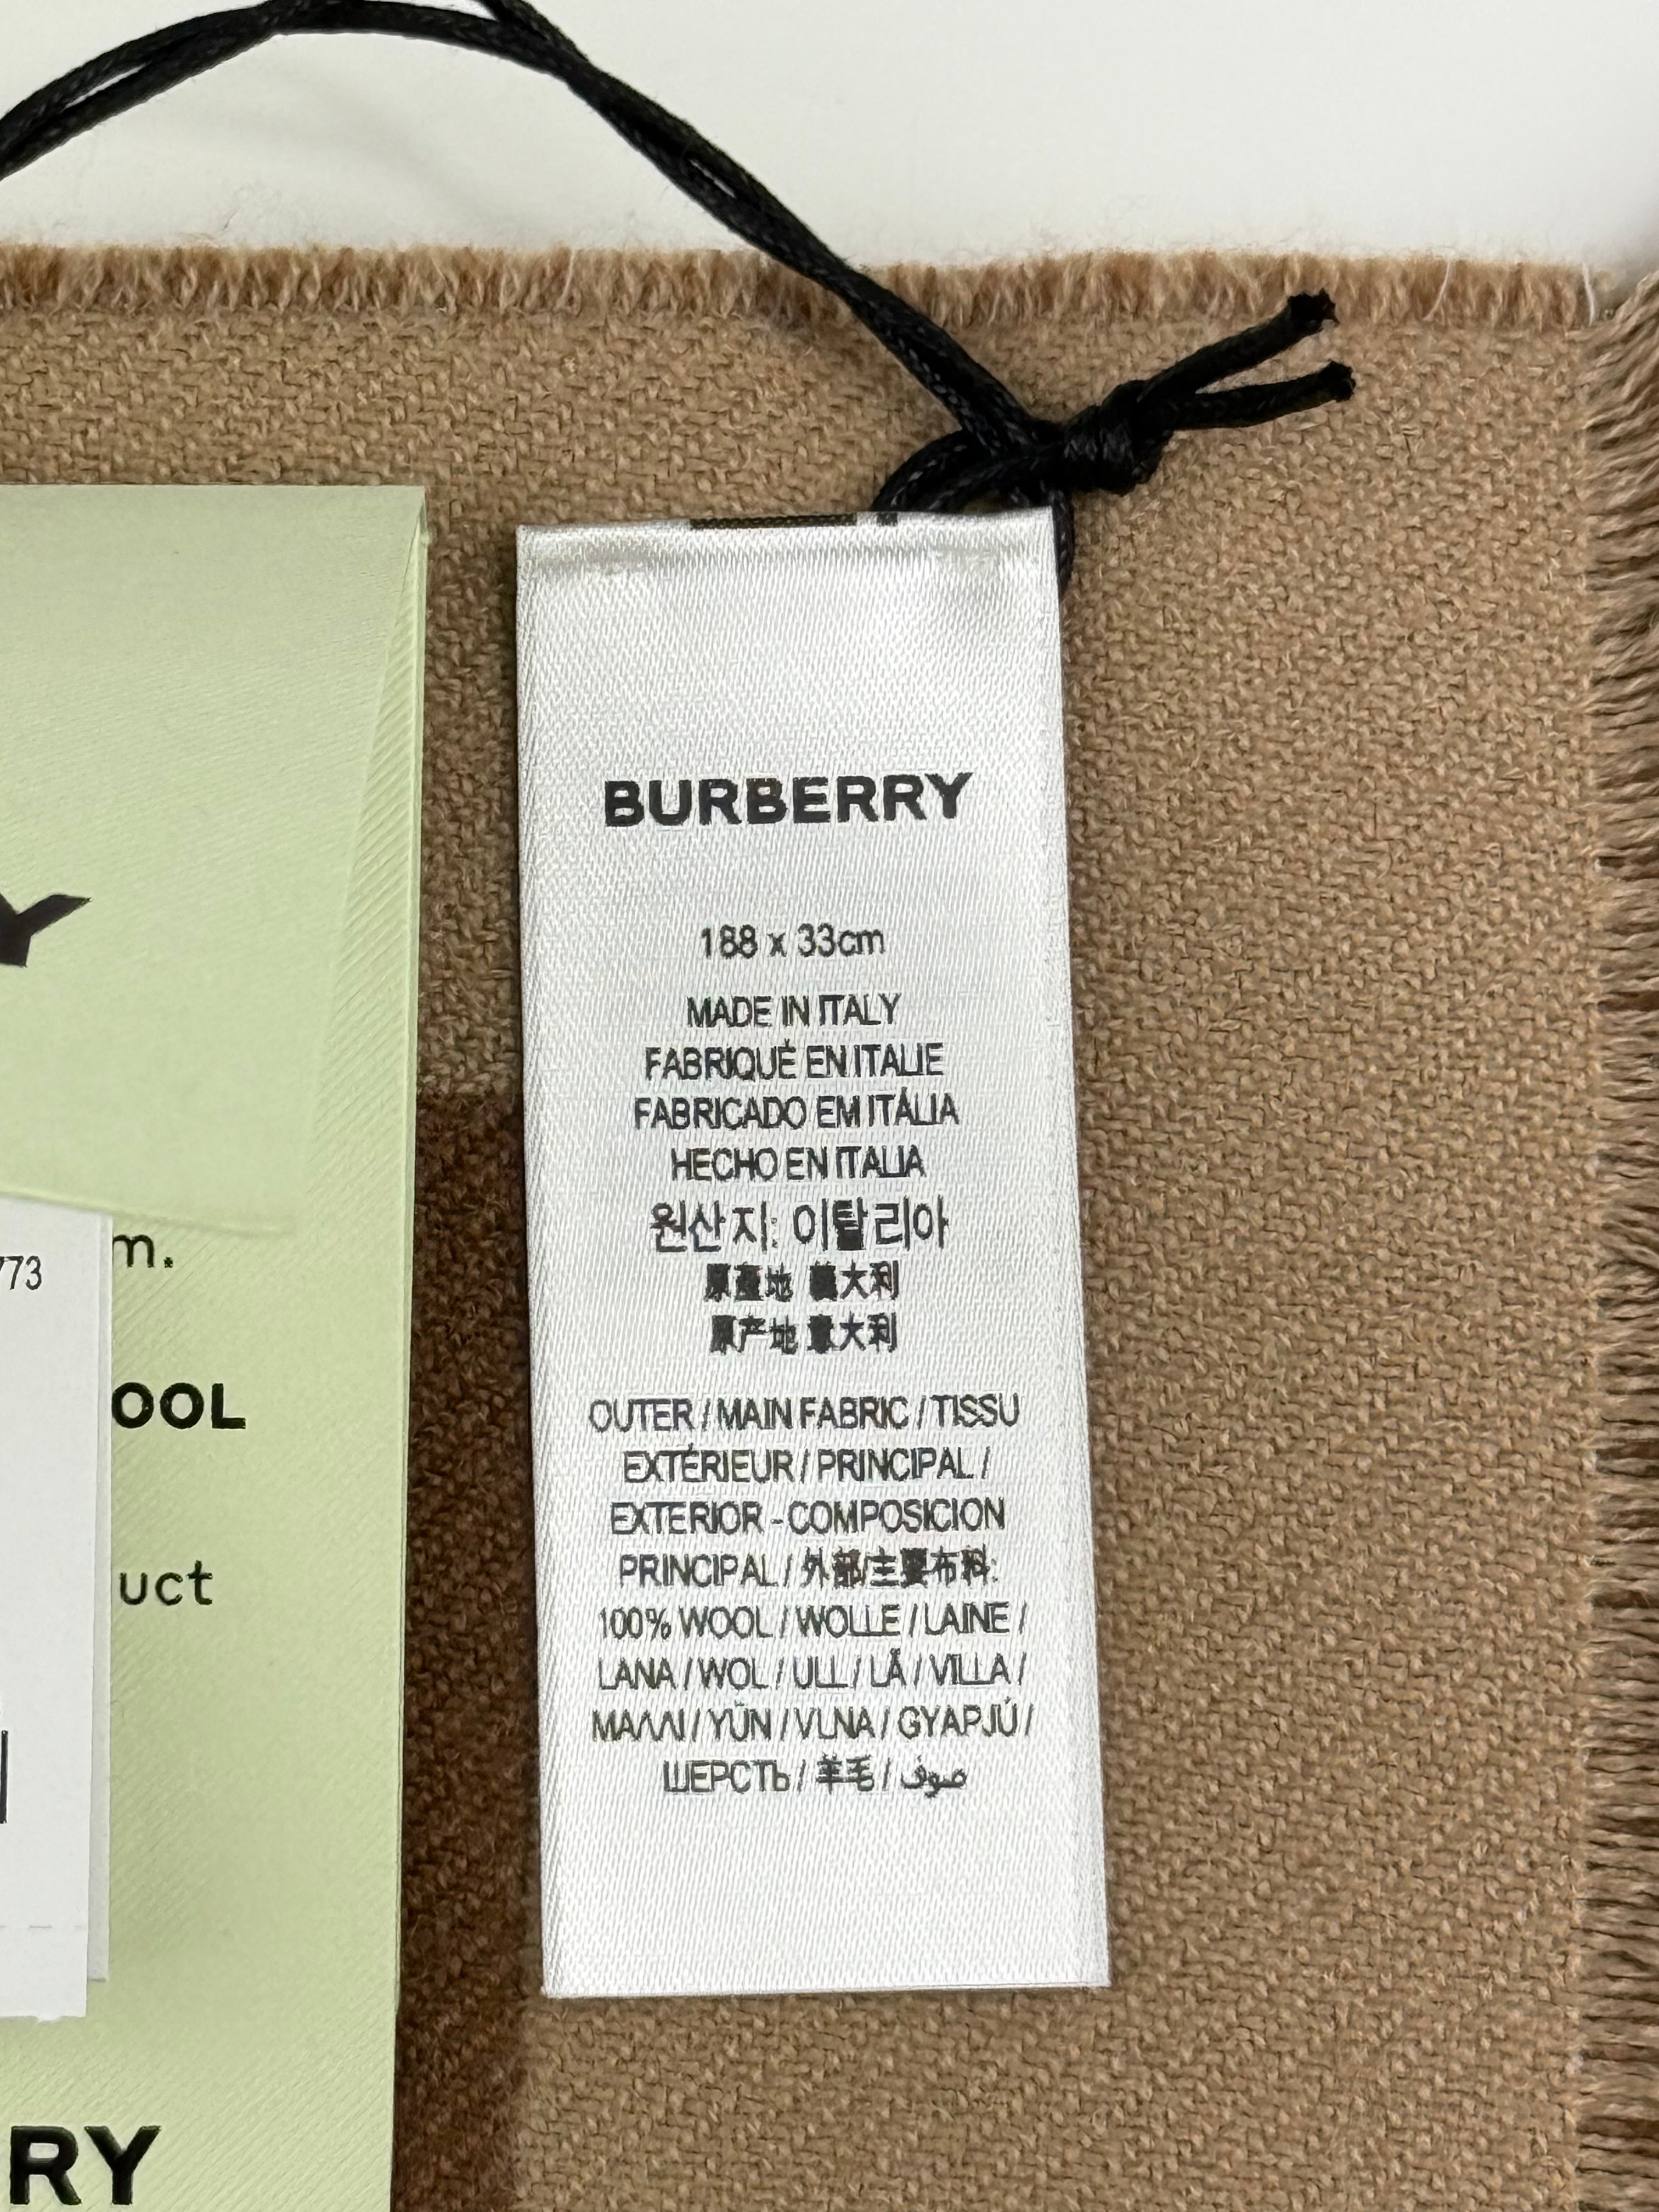 BURBERRY
188 x 33cm
MADE IN ITALY
FABRIQUÉ EN ITALIE
FABRICADO EM ITÁLIA
HECHO EN ITALIA
원산지: 이탈리아
原產地 義大利
原产地 意大利
OUTER / MAIN FABRIC / TISSU
EXTÉRIEUR / PRINCIPAL /
EXTERIOR - COMPOSICION
PRINCIPAL / 外部/主要布料:
100% WOOL / WOLLE / LAINE /
LANA / WOL / ULL / LÃ / VILLA /
ΜΑΛΛΙ / YÜN / VLNA / GYAPJÚ /
ШЕРСТЬ / 羊毛 / صوف
Y
m.
773
OOL
uct
RY